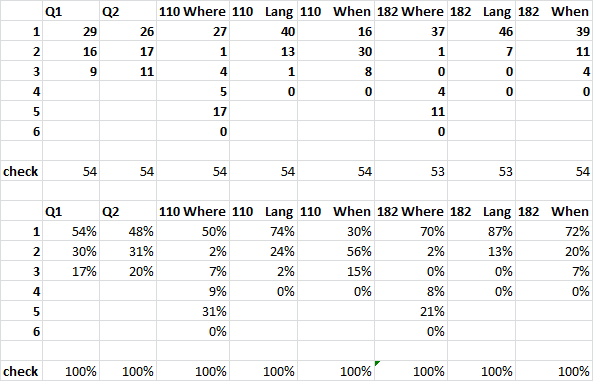 Q1 Q2 110 Where 110 Lang 110 When 182 Where 182 Lang 182 When
1 29 26 27 40 16 37 46 39
2 16 17 1 13 30 1 7 11
3 9 11 4 1 8 0 0 4
4 5 0 0 4 0 0
5 17 11
6 0 0
check 54 54 54 54 54 53 53 54
Q1 Q2 110 Where 110 Lang 110 When 182 Where 182 Lang 182 When
1 54% 48% 50% 74% 30% 70% 87% 72%
2 30% 31% 2% 24% 56% 2% 13% 20%
3 17% 20% 7% 2% 15% 0% 0% 7%
4 9% 0% 0% 8% 0% 0%
5 31% 21%
6 0% 0%
check 100% 100% 100% 100% 100% 100% 100% 100%